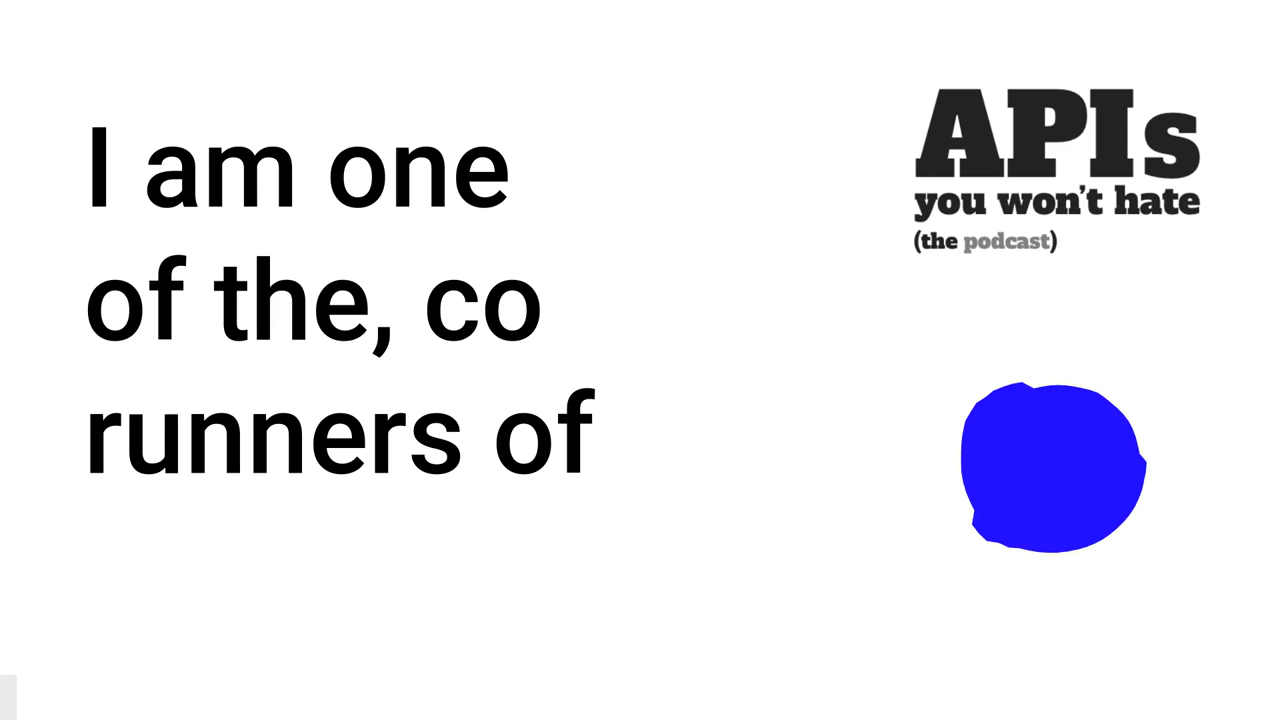 I am one
of the, co
runners of
APIs
you won't hate
(the podcast)